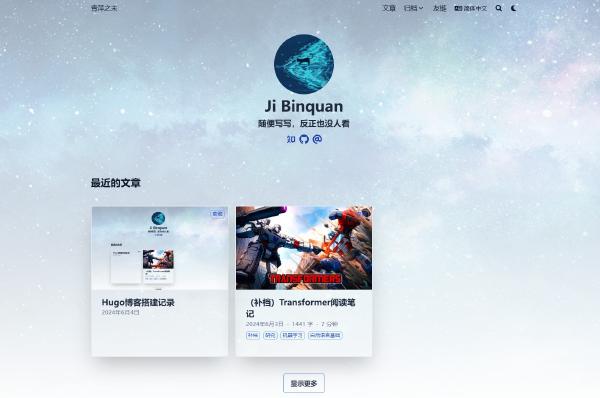 青萍之末
文章 归档 友链 简体中文
Ji Binquan
随便写写，反正也没人看
知
最近的文章
Hugo博客搭建记录
2024年6月4日
TRANSFORMERS
（补档）Transformer阅读笔
记
2024年6月3日 · 1441 字 · 7 分钟
补档 研究 机器学习 自然语言基础
显示更多